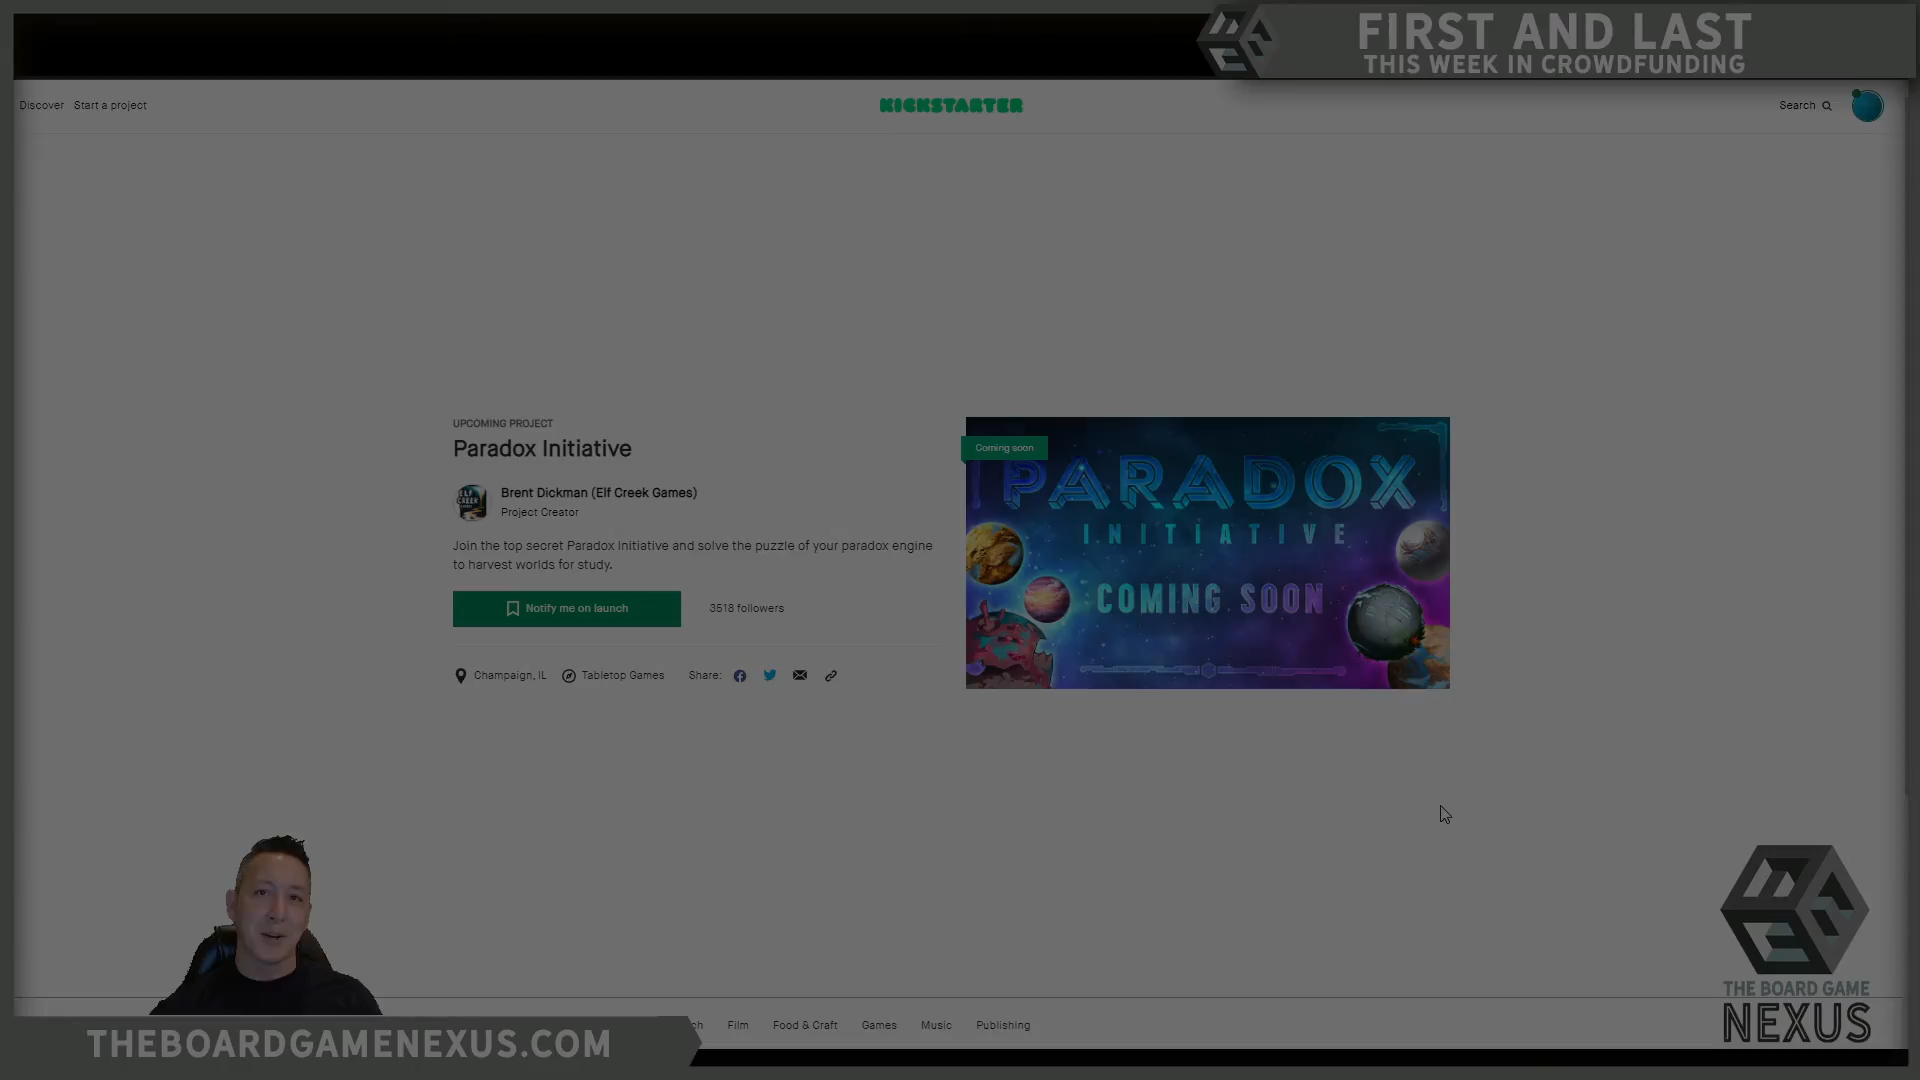 FIRST AND LAST
THIS WEEK IN CROWDFUNDING
Discover Start a project
KICKSTARTER
Search
UPCOMING PROJECT
Paradox Initiative
Brent Dickman (Elf Creek Games)
Project Creator
Join the top secret Paradox Initiative and solve the puzzle of your paradox engine
to harvest worlds for study.
Notify me on launch
3518 followers
Champaign, IL Tabletop Games Share:
ELF
CREEK
Coming soon
PARADOX
INITIATIVE
COMING SOON
THE BOARD GAME
NEXUS
ch Film Food & Craft Games Music Publishing
THEBOARDGAMENEXUS.COM